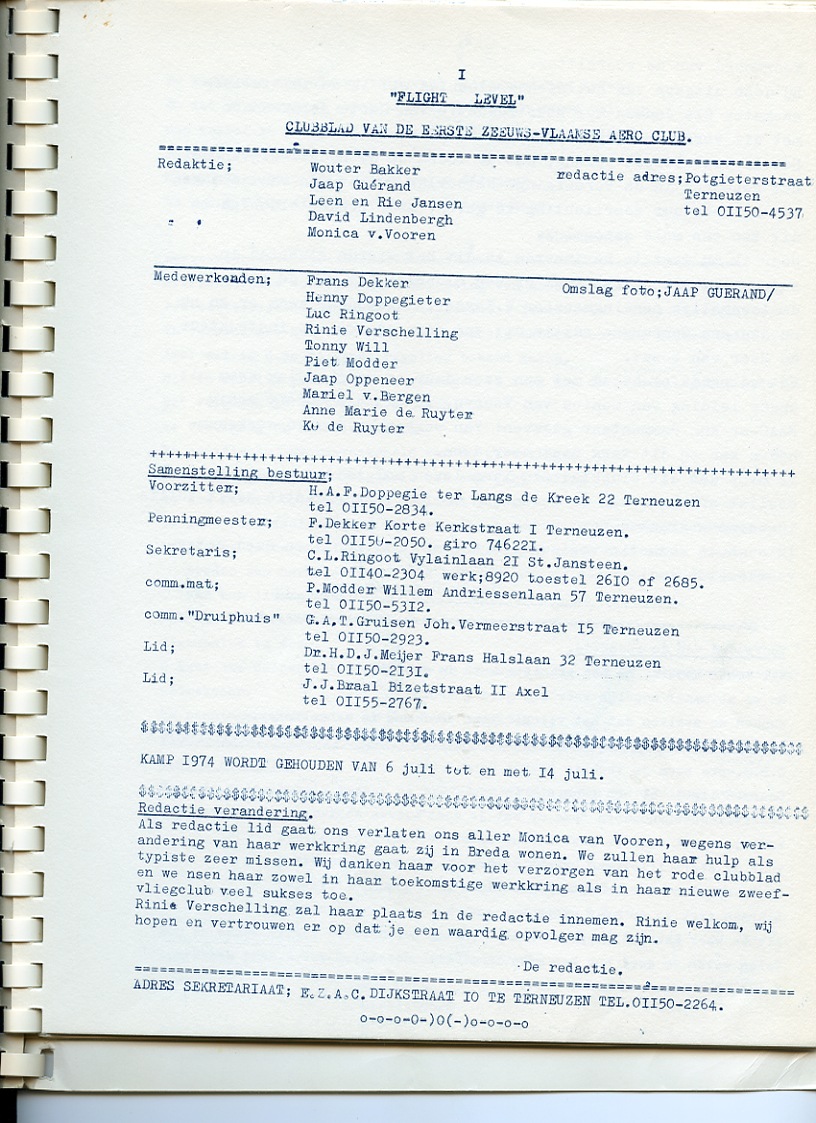 I
"FLIGHT LEVEL"
CLUBBLAD VAN DE EERSTE ZEEUWS-VLAAMSE AERO CLUB.
================================================
Redaktie; Wouter Bakker redactie adres;Potgieterstraat
Jaap Guérand Terneuzen
Leen en Rie Jansen tel OII50-4537
David Lindenbergh
Monica v.Vooren
Medewerkenden; Frans Dekker Omslag foto;JAAP GUERAND/
Henny Doppegieter
Luc Ringoot
Rinie Verschelling
Tonny Will
Piet Modder
Jaap Oppeneer
Mariel v.Bergen
Anne Marie de Ruyter
Ko de Ruyter
++++++++++++++++++++++++++++++++++++++++++++++++
Samenstelling bestuur;
Voorzitter; H.A.F.Doppegie ter Langs de Kreek 22 Terneuzen
tel OII50-2834.
Penningmeester; F.Dekker Korte Kerkstraat I Terneuzen.
tel OII50-2050. giro 74622I.
Sekretaris; C.L.Ringoot Vylainlaan 2I St.Jansteen.
tel OII40-2304 werk;8920 toestel 26I0 of 2685.
comm.mat; P.Modder Willem Andriessenlaan 57 Terneuzen.
tel OII50-53I2.
comm."Druiphuis" G.A.T.Gruisen Joh.Vermeerstraat I5 Terneuzen
tel OII50-2923.
Lid; Dr.H.D.J.Meijer Frans Halslaan 32 Terneuzen
tel OII50-2I3I.
Lid; J.J.Braal Bizetstraat II Axel
tel OII55-2767.
$$$$$$$$$$$$$$$$$$$$$$$$$$$$$$$$$$$$$$$$$$$$$$$$
KAMP I974 WORDT GEHOUDEN VAN 6 juli tot en met I4 juli.
$$$$$$$$$$$$$$$$$$$$$$$$$$$$$$$$$$$$$$$$$$$$$$$$
Redactie verandering.
Als redactie lid gaat ons verlaten ons aller Monica van Vooren, wegens ver-
andering van haar werkkring gaat zij in Breda wonen. We zullen haar hulp als
typiste zeer missen. Wij danken haar voor het verzorgen van het rode clubblad
en we nsen haar zowel in haar toekomstige werkkring als in haar nieuwe zweef-
vliegclub veel sukses toe.
Rinie Verschelling zal haar plaats in de redactie innemen. Rinie welkom, wij
hopen en vertrouwen er op dat je een waardig opvolger mag zijn.
De redactie.
================================================
ADRES SEKRETARIAAT; E.Z.A.C. DIJKSTRAAT IO TE TERNEUZEN TEL.OII50-2264.
o-o-o-O-)O(-)o-o-o-o